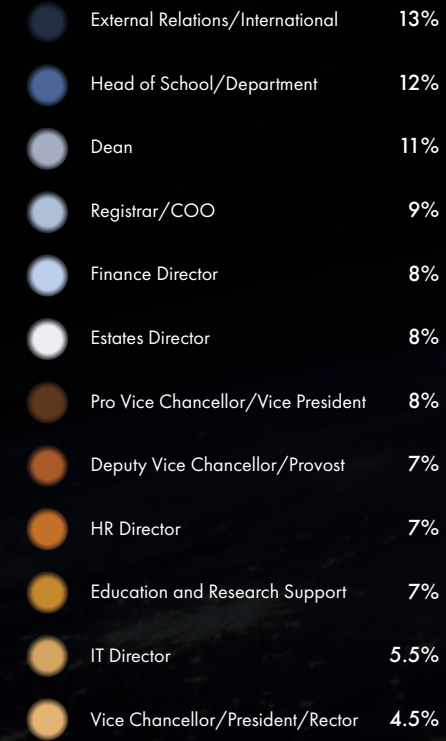 External Relations/International 13%
Head of School/Department 12%
Dean 11%
Registrar/COO 9%
Finance Director 8%
Estates Director 8%
Pro Vice Chancellor/Vice President 8%
Deputy Vice Chancellor/Provost 7%
HR Director 7%
Education and Research Support 7%
IT Director 5.5%
Vice Chancellor/President/Rector 4.5%